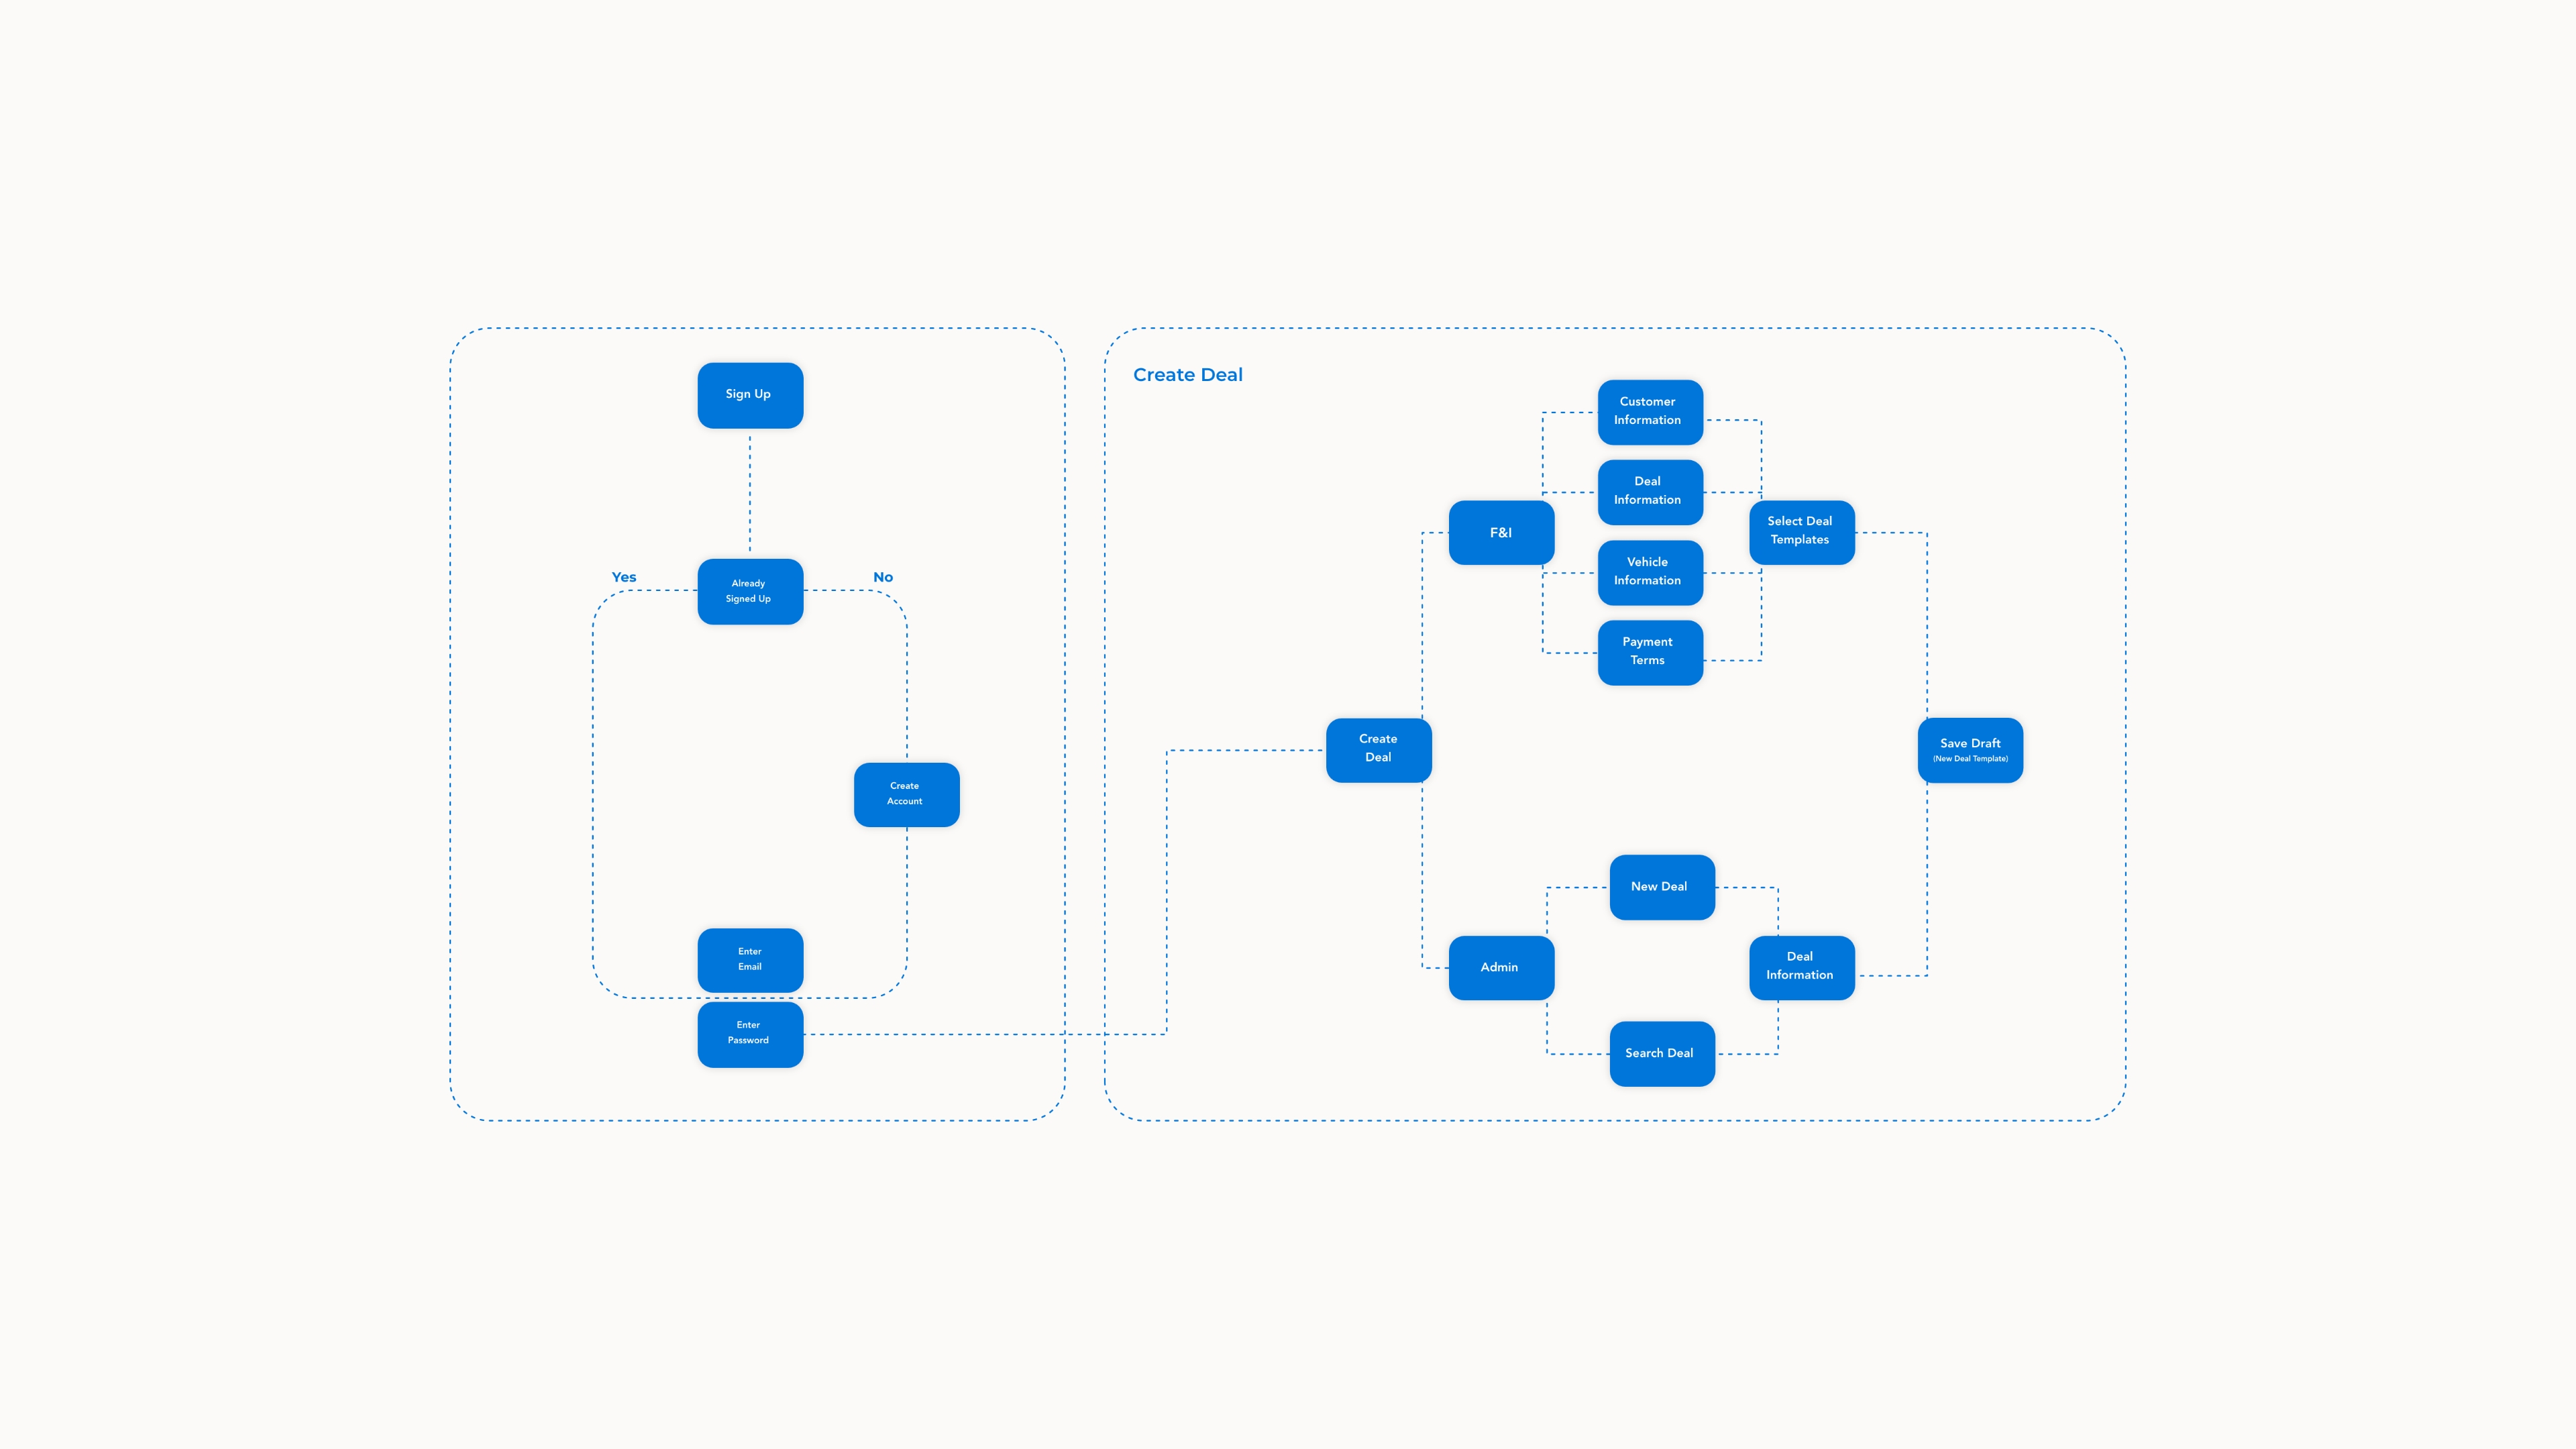 Sign Up
Yes
Already
Signed Up
No
Create
Account
Enter
Email
Enter
Password
Create Deal
Create
Deal
F&I
Customer
Information
Deal
Information
Vehicle
Information
Payment
Terms
Select Deal
Templates
Admin
New Deal
Search Deal
Deal
Information
Save Draft
(New Deal Template)